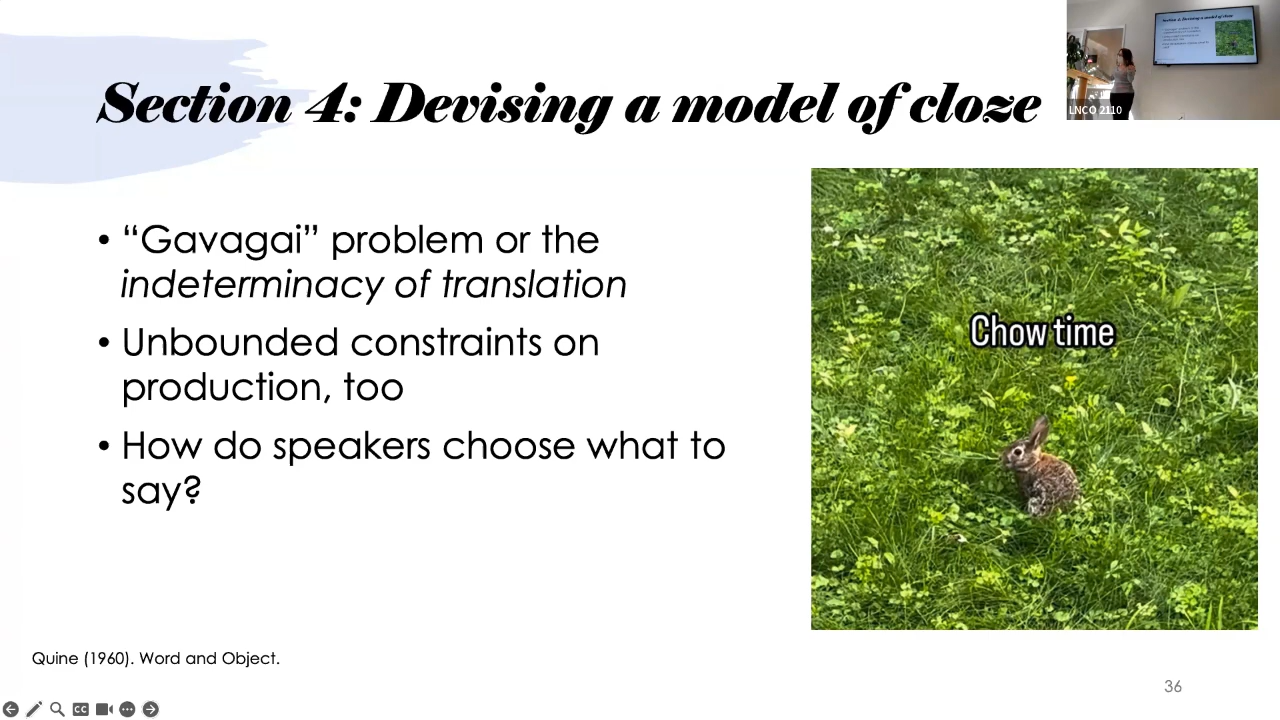 Section 4: Devising a model of cloze
LNCO 2110
• “Gavagai” problem or the
indeterminacy of translation
• Unbounded constraints on
production, too
• How do speakers choose what to
say?
Chow time
Quine (1960). Word and Object.
36